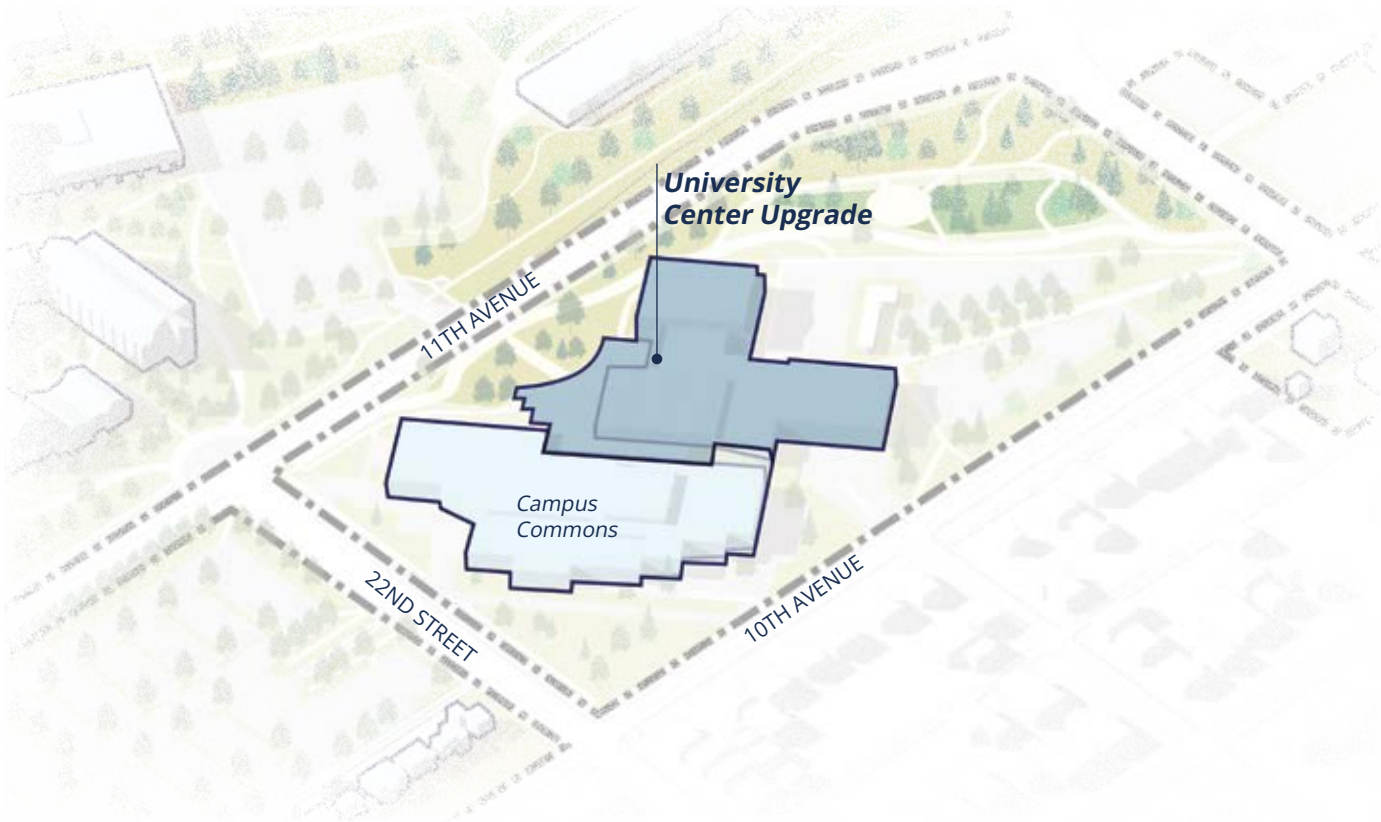 University
Center Upgrade
11TH AVENUE
Campus
Commons
22ND STREET
10TH AVENUE